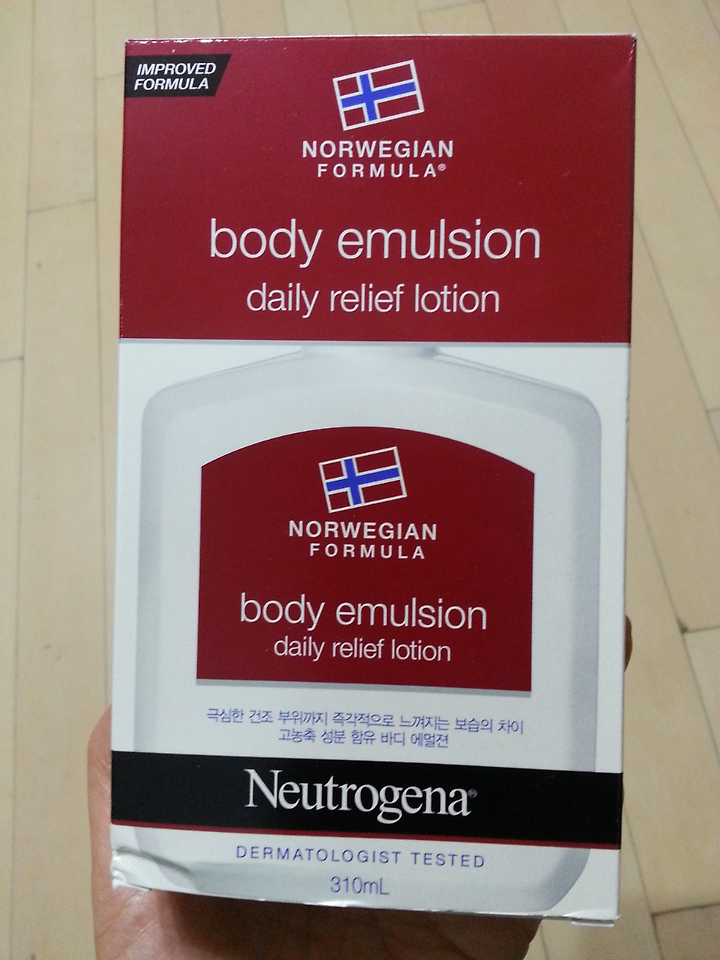 IMPROVED
FORMULA
NORWEGIAN
FORMULA®
body emulsion
daily relief lotion
NORWEGIAN
FORMULA
body emulsion
daily relief lotion
극심한 건조 부위까지 즉각적으로 느껴지는 보습의 차이
고농축 성분 함유 바디 에멀젼
Neutrogena®
DERMATOLOGIST TESTED
310mL